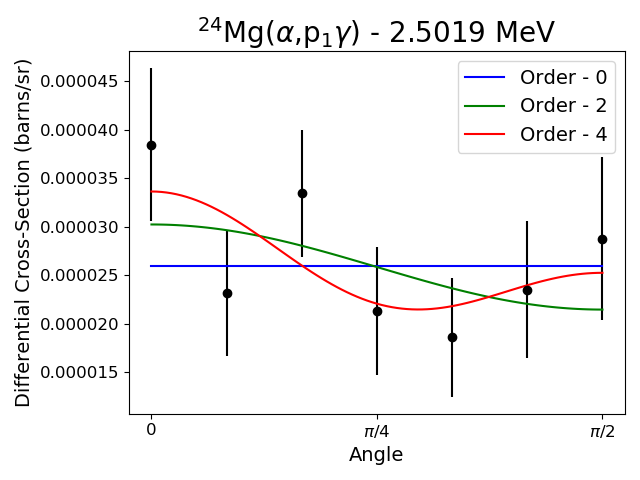 ²⁴Mg(α,p₁γ) - 2.5019 MeV
Differential Cross-Section (barns/sr)
0.000045
0.000040
0.000035
0.000030
0.000025
0.000020
0.000015
Order - 0
Order - 2
Order - 4
0
π/4
π/2
Angle